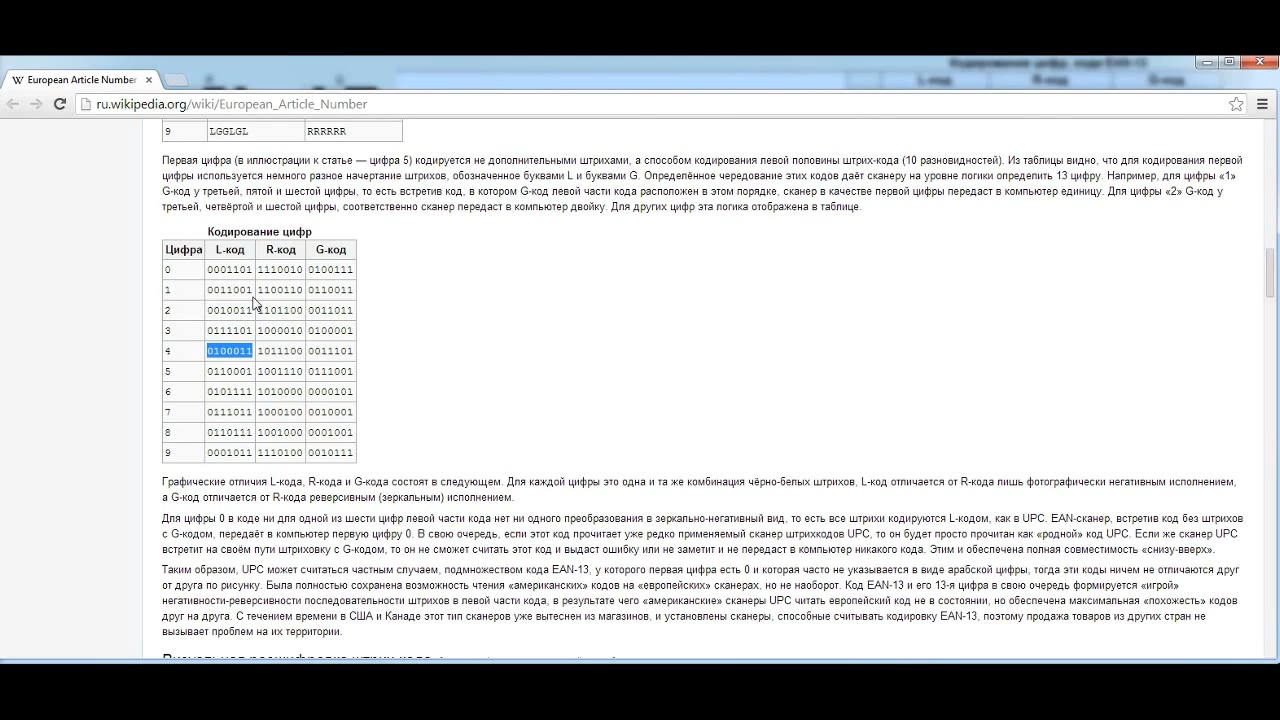 Кодирование цифр, коды EAN-13
L-код R-код G-код
European Article Number
ru.wikipedia.org/wiki/European_Article_Number
9 LGGLGL RRRRRR
Первая цифра (в иллюстрации к статье — цифра 5) кодируется не дополнительными штрихами, а способом кодирования левой половины штрих-кода (10 разновидностей). Из таблицы видно, что для кодирования первой
цифры используется немного разное начертание штрихов, обозначенное буквами L и буквами G. Определённое чередование этих кодов даёт сканеру на уровне логики определить 13 цифру. Например, для цифры «1»
G-код у третьей, пятой и шестой цифры, то есть встретив код, в котором G-код левой части кода расположен в этом порядке, сканер в качестве первой цифры передаст в компьютер единицу. Для цифры «2» G-код у
третьей, четвёртой и шестой цифры, соответственно сканер передаст в компьютер двойку. Для других цифр эта логика отображена в таблице.
Кодирование цифр
Цифра L-код R-код G-код
0 0001101 1110010 0100111
1 0011001 1100110 0110011
2 0010011 1101100 0011011
3 0111101 1000010 0100001
4 0100011 1011100 0011101
5 0110001 1001110 0111001
6 0101111 1010000 0000101
7 0111011 1000100 0010001
8 0110111 1001000 0001001
9 0001011 1110100 0010111
Графические отличия L-кода, R-кода и G-кода состоят в следующем. Для каждой цифры это одна и та же комбинация чёрно-белых штрихов, L-код отличается от R-кода лишь фотографически негативным исполнением,
а G-код отличается от R-кода реверсивным (зеркальным) исполнением.
Для цифры 0 в коде ни для одной из шести цифр левой части кода нет ни одного преобразования в зеркально-негативный вид, то есть все штрихи кодируются L-кодом, как в UPC. EAN-сканер, встретив код без штрихов
с G-кодом, передаёт в компьютер первую цифру 0. В свою очередь, если этот код прочитает уже редко применяемый сканер штрихкодов UPC, то он будет просто прочитан как «родной» код UPC. Если же сканер UPC
встретит на своём пути штриховку с G-кодом, то он не сможет считать этот код и выдаст ошибку или не заметит и не передаст в компьютер никакого кода. Этим и обеспечена полная совместимость «снизу-вверх».
Таким образом, UPC может считаться частным случаем, подмножеством кода EAN-13, у которого первая цифра есть 0 и которая часто не указывается в виде арабской цифры, тогда эти коды ничем не отличаются друг
от друга по рисунку. Была полностью сохранена возможность чтения «американских» кодов на «европейских» сканерах, но не наоборот. Код EAN-13 и его 13-я цифра в свою очередь формируется «игрой»
негативности-реверсивности последовательности штрихов в левой части кода, в результате чего «американские» сканеры UPC читать европейский код не в состоянии, но обеспечена максимальная «похожесть» кодов
друг на друга. С течением времени в США и Канаде этот тип сканеров уже вытеснен из магазинов, и установлены сканеры, способные считывать кодировку EAN-13, поэтому продажа товаров из других стран не
вызывает проблем на их территории.